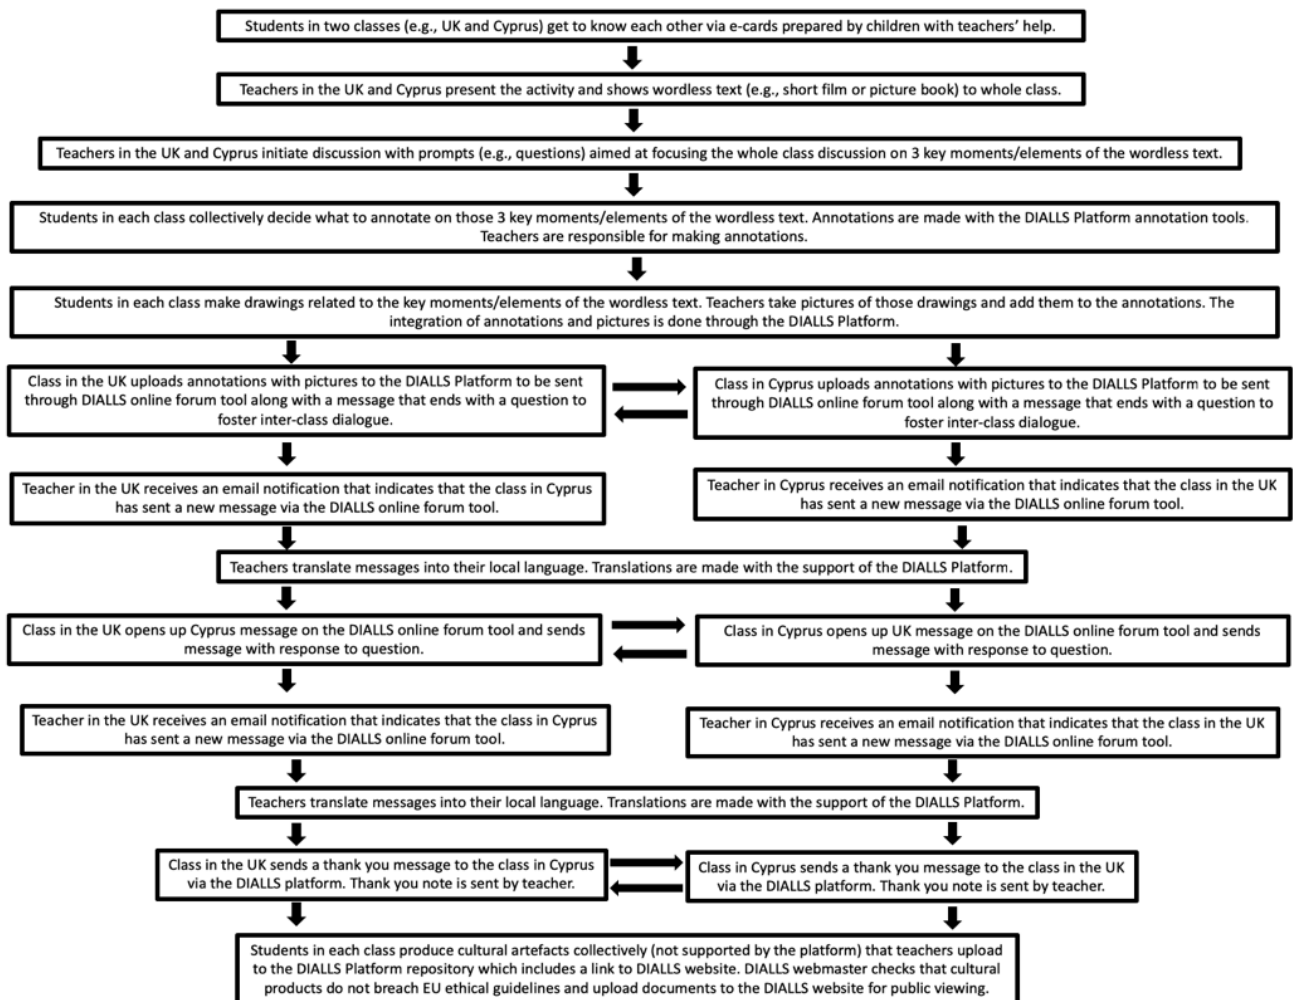 Students in two classes (e.g., UK and Cyprus) get to know each other via e-cards prepared by children with teachers’ help.
Teachers in the UK and Cyprus present the activity and shows wordless text (e.g., short film or picture book) to whole class.
Teachers in the UK and Cyprus initiate discussion with prompts (e.g., questions) aimed at focusing the whole class discussion on 3 key moments/elements of the wordless text.
Students in each class collectively decide what to annotate on those 3 key moments/elements of the wordless text. Annotations are made with the DIALLS Platform annotation tools.
Teachers are responsible for making annotations.
Students in each class make drawings related to the key moments/elements of the wordless text. Teachers take pictures of those drawings and add them to the annotations. The
integration of annotations and pictures is done through the DIALLS Platform.
Class in the UK uploads annotations with pictures to the DIALLS Platform to be sent
through DIALLS online forum tool along with a message that ends with a question to
foster inter-class dialogue.
Class in Cyprus uploads annotations with pictures to the DIALLS Platform to be sent
through DIALLS online forum tool along with a message that ends with a question to
foster inter-class dialogue.
Teacher in the UK receives an email notification that indicates that the class in Cyprus
has sent a new message via the DIALLS online forum tool.
Teacher in Cyprus receives an email notification that indicates that the class in the UK
has sent a new message via the DIALLS online forum tool.
Teachers translate messages into their local language. Translations are made with the support of the DIALLS Platform.
Class in the UK opens up Cyprus message on the DIALLS online forum tool and sends
message with response to question.
Class in Cyprus opens up UK message on the DIALLS online forum tool and sends
message with response to question.
Teacher in the UK receives an email notification that indicates that the class in Cyprus
has sent a new message via the DIALLS online forum tool.
Teacher in Cyprus receives an email notification that indicates that the class in the UK
has sent a new message via the DIALLS online forum tool.
Teachers translate messages into their local language. Translations are made with the support of the DIALLS Platform.
Class in the UK sends a thank you message to the class in Cyprus
via the DIALLS platform. Thank you note is sent by teacher.
Class in Cyprus sends a thank you message to the class in the UK
via the DIALLS platform. Thank you note is sent by teacher.
Students in each class produce cultural artefacts collectively (not supported by the platform) that teachers upload
to the DIALLS Platform repository which includes a link to DIALLS website. DIALLS webmaster checks that cultural
products do not breach EU ethical guidelines and upload documents to the DIALLS website for public viewing.